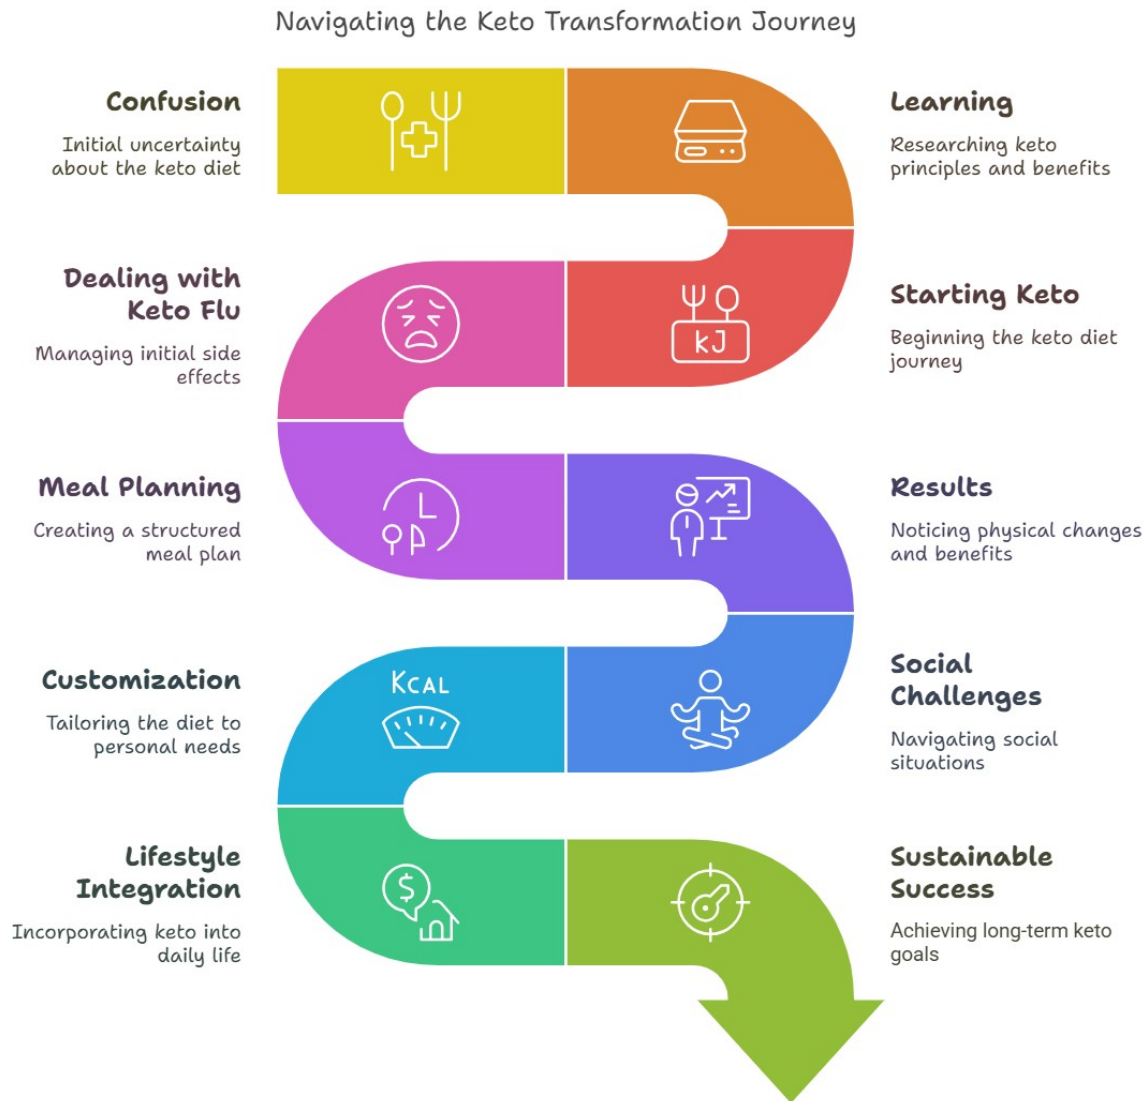 Navigating the Keto Transformation Journey
Confusion
Initial uncertainty
about the keto diet
Learning
Researching keto
principles and benefits
Starting Keto
Beginning the keto diet
journey
kJ
Dealing with
Keto Flu
Managing initial side
effects
Meal Planning
Creating a structured
meal plan
Results
Noticing physical changes
and benefits
Social
Challenges
Navigating social
situations
Customization
Tailoring the diet to
personal needs
KCAL
Lifestyle
Integration
Incorporating keto into
daily life
$
Sustainable
Success
Achieving long-term keto
goals